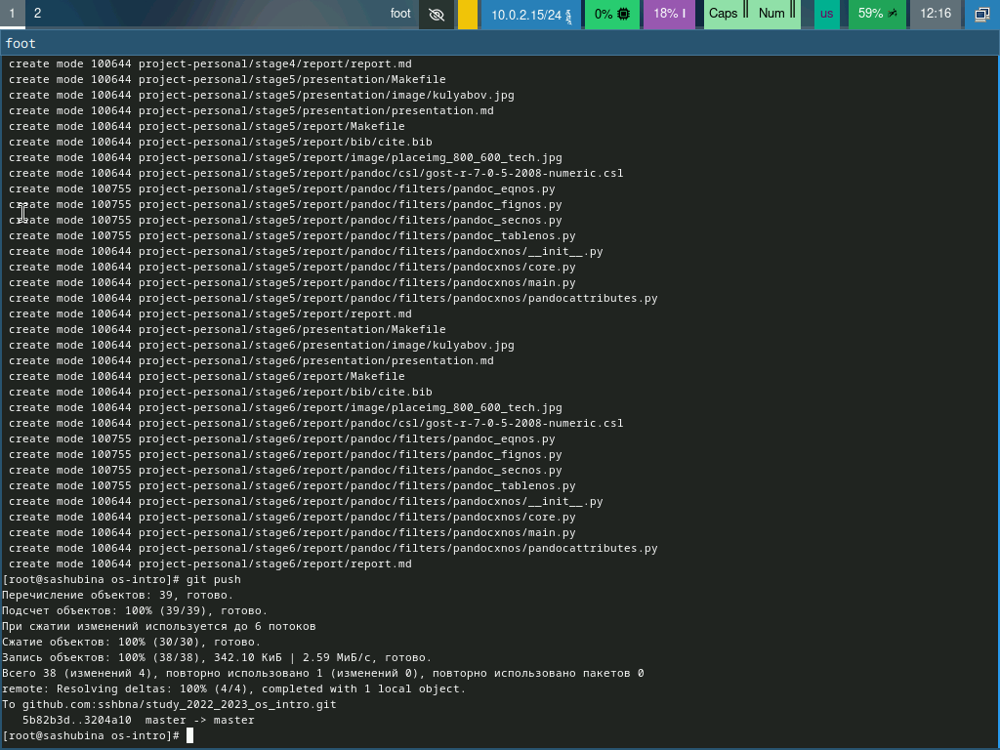 1 2 foot 10.0.2.15/24 0% 18% Caps Num us 59% 12:16
foot
create mode 100644 project-personal/stage4/report/report.md
create mode 100644 project-personal/stage5/presentation/Makefile
create mode 100644 project-personal/stage5/presentation/image/kulyabov.jpg
create mode 100644 project-personal/stage5/presentation/presentation.md
create mode 100644 project-personal/stage5/report/Makefile
create mode 100644 project-personal/stage5/report/bib/cite.bib
create mode 100644 project-personal/stage5/report/image/placeimg_800_600_tech.jpg
create mode 100644 project-personal/stage5/report/pandoc/csl/gost-r-7-0-5-2008-numeric.csl
create mode 100755 project-personal/stage5/report/pandoc/filters/pandoc_eqnos.py
create mode 100755 project-personal/stage5/report/pandoc/filters/pandoc_fignos.py
create mode 100755 project-personal/stage5/report/pandoc/filters/pandoc_secnos.py
create mode 100755 project-personal/stage5/report/pandoc/filters/pandoc_tablenos.py
create mode 100644 project-personal/stage5/report/pandoc/filters/pandocxnos/__init__.py
create mode 100644 project-personal/stage5/report/pandoc/filters/pandocxnos/core.py
create mode 100644 project-personal/stage5/report/pandoc/filters/pandocxnos/main.py
create mode 100644 project-personal/stage5/report/pandoc/filters/pandocxnos/pandocattributes.py
create mode 100644 project-personal/stage5/report/report.md
create mode 100644 project-personal/stage6/presentation/Makefile
create mode 100644 project-personal/stage6/presentation/image/kulyabov.jpg
create mode 100644 project-personal/stage6/presentation/presentation.md
create mode 100644 project-personal/stage6/report/Makefile
create mode 100644 project-personal/stage6/report/bib/cite.bib
create mode 100644 project-personal/stage6/report/image/placeimg_800_600_tech.jpg
create mode 100644 project-personal/stage6/report/pandoc/csl/gost-r-7-0-5-2008-numeric.csl
create mode 100755 project-personal/stage6/report/pandoc/filters/pandoc_eqnos.py
create mode 100755 project-personal/stage6/report/pandoc/filters/pandoc_fignos.py
create mode 100755 project-personal/stage6/report/pandoc/filters/pandoc_secnos.py
create mode 100755 project-personal/stage6/report/pandoc/filters/pandoc_tablenos.py
create mode 100644 project-personal/stage6/report/pandoc/filters/pandocxnos/__init__.py
create mode 100644 project-personal/stage6/report/pandoc/filters/pandocxnos/core.py
create mode 100644 project-personal/stage6/report/pandoc/filters/pandocxnos/main.py
create mode 100644 project-personal/stage6/report/pandoc/filters/pandocxnos/pandocattributes.py
create mode 100644 project-personal/stage6/report/report.md
[root@sashubina os-intro]# git push
Перечисление объектов: 39, готово.
Подсчет объектов: 100% (39/39), готово.
При сжатии изменений используется до 6 потоков
Сжатие объектов: 100% (30/30), готово.
Запись объектов: 100% (38/38), 342.10 КиБ | 2.59 МиБ/с, готово.
Всего 38 (изменений 4), повторно использовано 1 (изменений 0), повторно использовано пакетов 0
remote: Resolving deltas: 100% (4/4), completed with 1 local object.
To github.com:sshbna/study_2022_2023_os_intro.git
5b82b3d..3204a10 master -> master
[root@sashubina os-intro]#